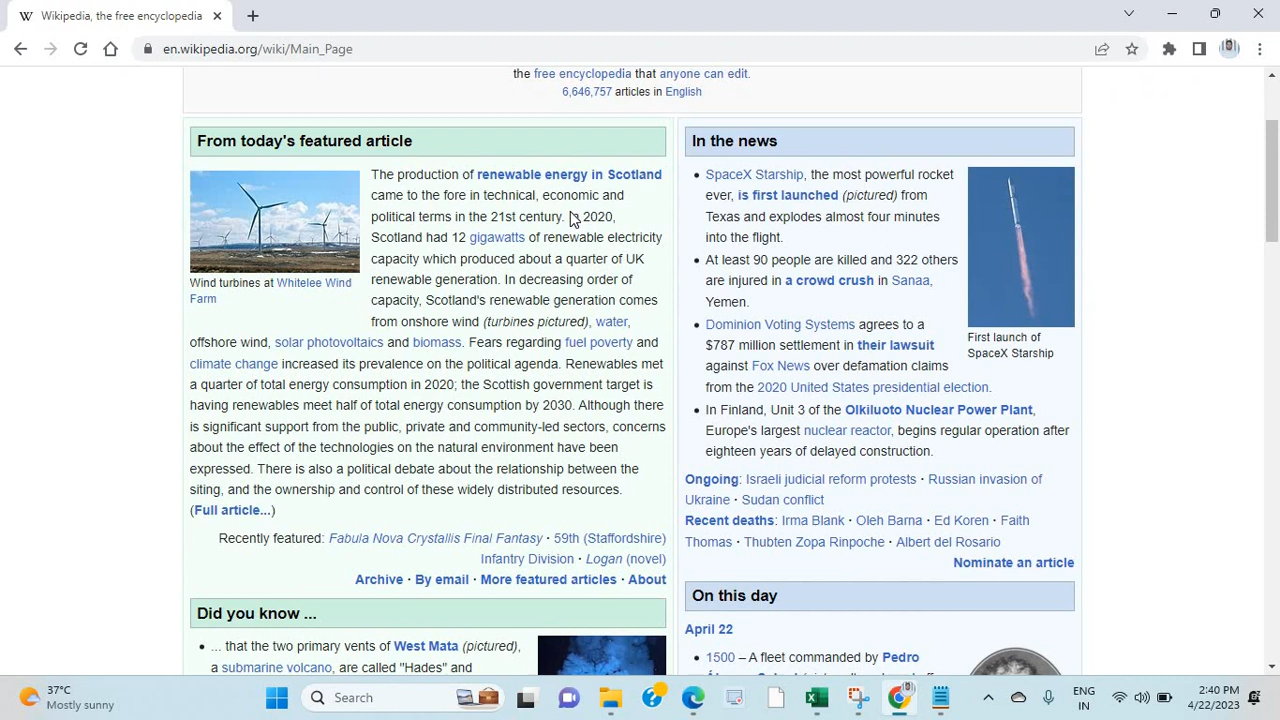 Wikipedia, the free encyclopedia
en.wikipedia.org/wiki/Main_Page
the free encyclopedia that anyone can edit.
6,646,757 articles in English
From today's featured article
The production of renewable energy in Scotland
came to the fore in technical, economic and
political terms in the 21st century. 2020,
Scotland had 12 gigawatts of renewable electricity
capacity which produced about a quarter of UK
renewable generation. In decreasing order of
capacity, Scotland's renewable generation comes
from onshore wind (turbines pictured), water,
Wind turbines at Whitelee Wind
Farm
offshore wind, solar photovoltaics and biomass. Fears regarding fuel poverty and
climate change increased its prevalence on the political agenda. Renewables met
a quarter of total energy consumption in 2020; the Scottish government target is
having renewables meet half of total energy consumption by 2030. Although there
is significant support from the public, private and community-led sectors, concerns
about the effect of the technologies on the natural environment have been
expressed. There is also a political debate about the relationship between the
siting, and the ownership and control of these widely distributed resources.
(Full article...)
Recently featured: Fabula Nova Crystallis Final Fantasy · 59th (Staffordshire)
Infantry Division · Logan (novel)
Archive · By email · More featured articles · About
Did you know ...
... that the two primary vents of West Mata (pictured),
a submarine volcano, are called "Hades" and
In the news
SpaceX Starship, the most powerful rocket
ever, is first launched (pictured) from
Texas and explodes almost four minutes
into the flight.
At least 90 people are killed and 322 others
are injured in a crowd crush in Sanaa,
Yemen.
Dominion Voting Systems agrees to a
$787 million settlement in their lawsuit
against Fox News over defamation claims
from the 2020 United States presidential election.
First launch of
SpaceX Starship
In Finland, Unit 3 of the Olkiluoto Nuclear Power Plant,
Europe's largest nuclear reactor, begins regular operation after
eighteen years of delayed construction.
Ongoing: Israeli judicial reform protests · Russian invasion of
Ukraine · Sudan conflict
Recent deaths: Irma Blank · Oleh Barna · Ed Koren · Faith
Thomas · Thubten Zopa Rinpoche · Albert del Rosario
Nominate an article
On this day
April 22
1500 – A fleet commanded by Pedro
37°C
Mostly sunny
Search
ENG
IN
2:40 PM
4/22/2023